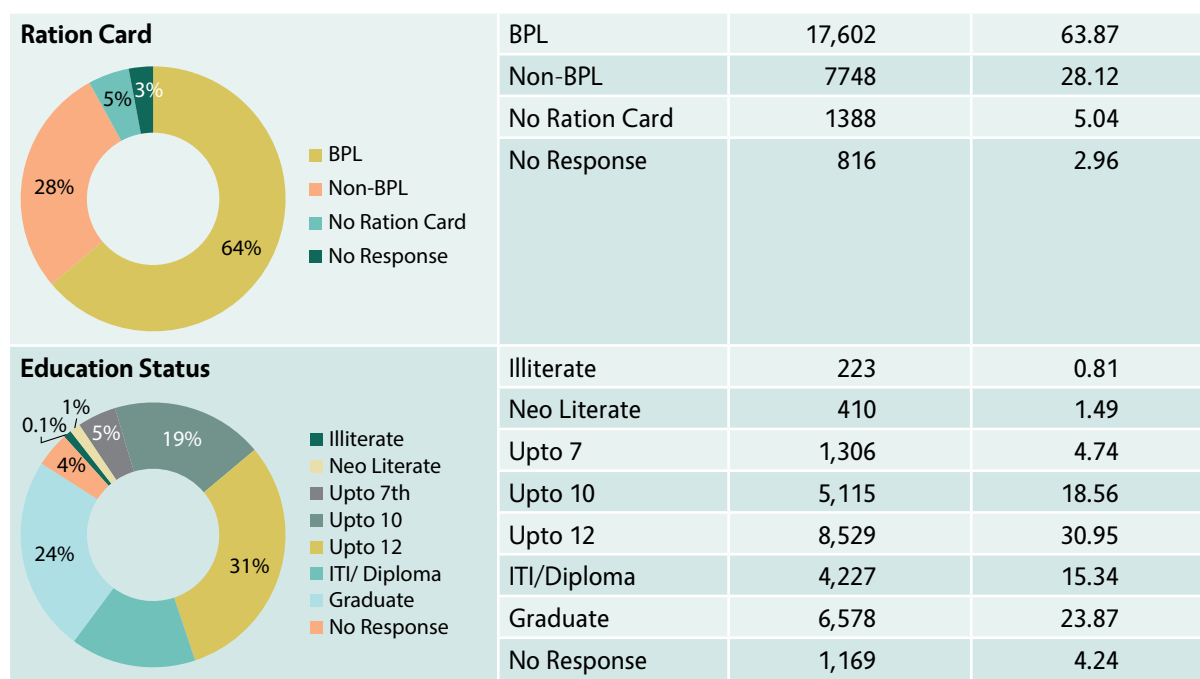 Ration Card
3%
5%
28%
64%
BPL
Non-BPL
No Ration Card
No Response
BPL 17,602 63.87
Non-BPL 7748 28.12
No Ration Card 1388 5.04
No Response 816 2.96
Education Status
1%
0.1%
5%
19%
4%
24%
31%
Illiterate
Neo Literate
Upto 7th
Upto 10
Upto 12
ITI/ Diploma
Graduate
No Response
Illiterate 223 0.81
Neo Literate 410 1.49
Upto 7 1,306 4.74
Upto 10 5,115 18.56
Upto 12 8,529 30.95
ITI/Diploma 4,227 15.34
Graduate 6,578 23.87
No Response 1,169 4.24